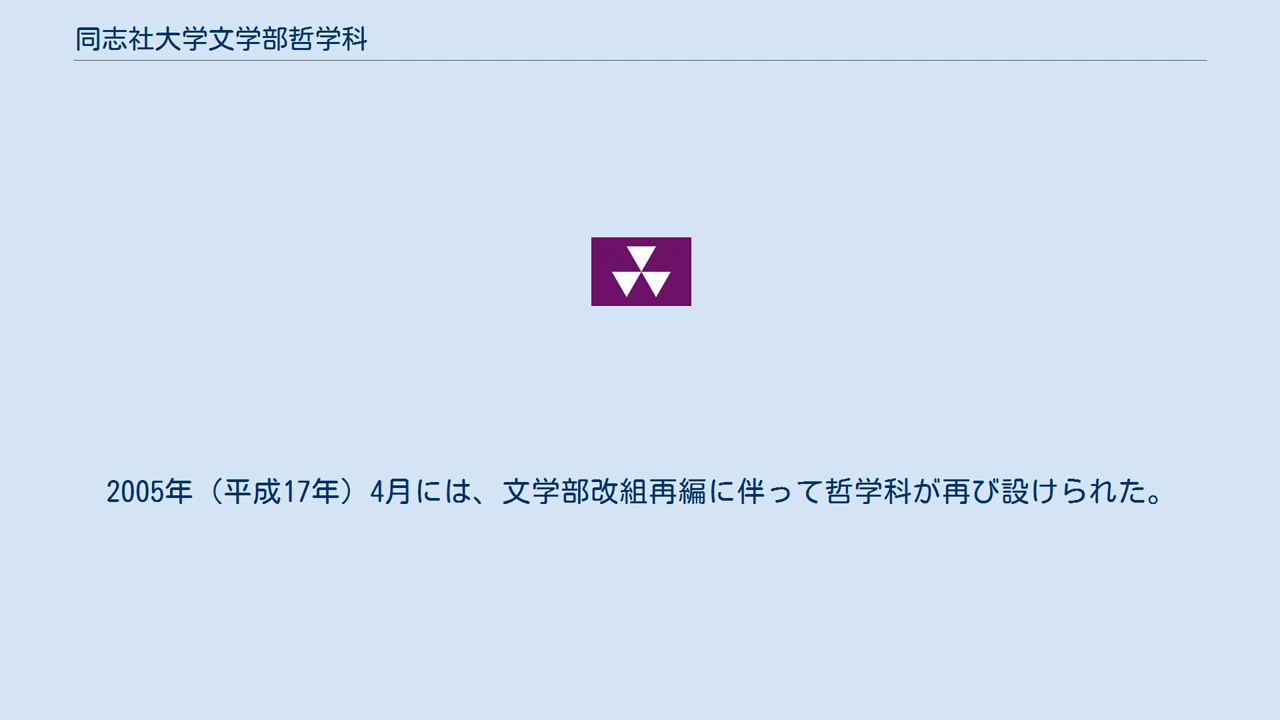 同志社大学文学部哲学科
2005年（平成17年）4月には、文学部改組再編に伴って哲学科が再び設けられた。